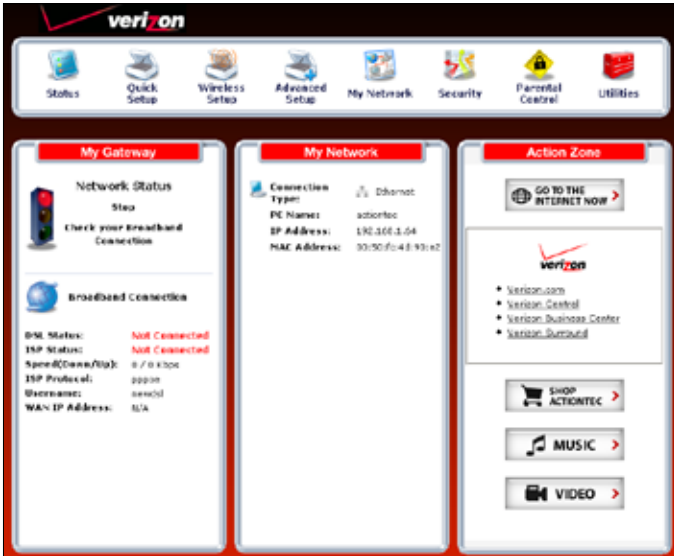 verizon
Status
Quick Setup
Wireless Setup
Advanced Setup
My Network
Security
Parental Control
Utilities
My Gateway
Network Status
Stop
Check your Broadband
Connection
Broadband Connection
DSL Status: Not Connected
ISP Status: Not Connected
Speed(Down/Up): 0 / 0 kbps
ISP Protocol: pppoe
Username: newdsl
WAN IP Address: N/A
My Network
Connection Type: Ethernet
PC Name: actiontec
IP Address: 192.168.1.64
MAC Address:
Action Zone
GO TO THE
INTERNET NOW
verizon
Verizon.com
Verizon Central
Verizon Business Center
Verizon Surround
SHOP
ACTIONTEC
MUSIC
VIDEO